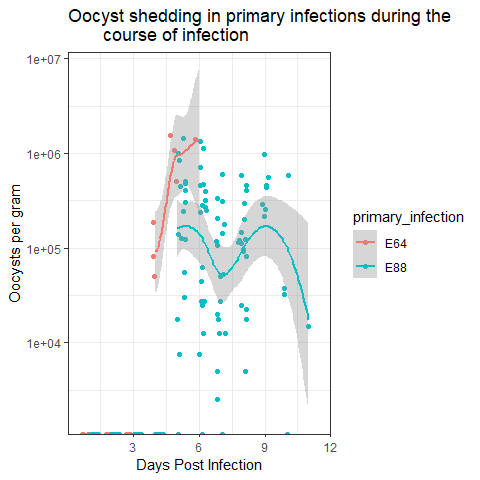 Oocyst shedding in primary infections during the
course of infection
1e+07
1e+06
1e+05
1e+04
Oocysts per gram
3
6
9
12
Days Post Infection
primary_infection
E64
E88